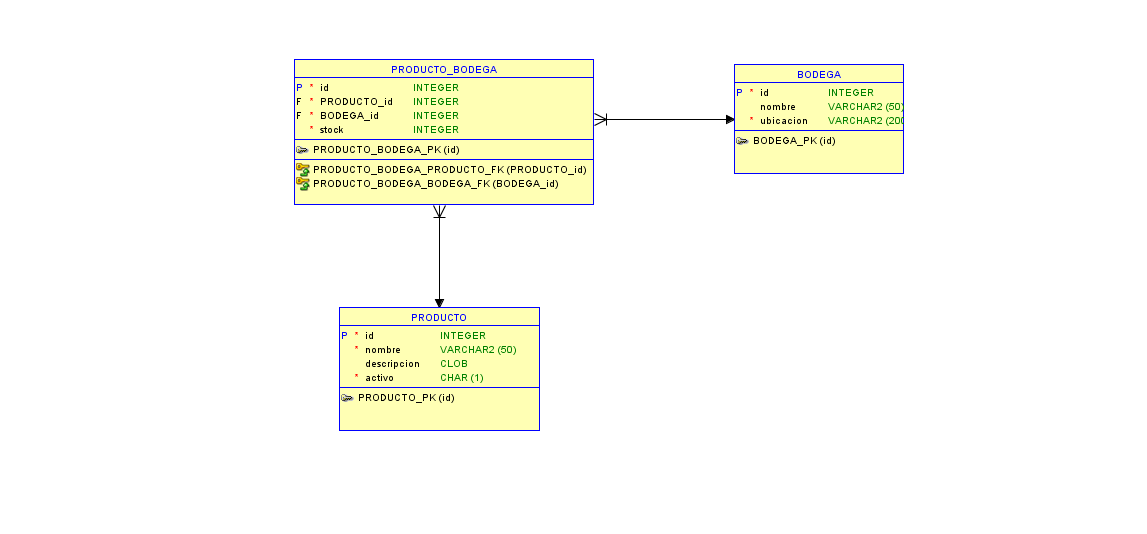 PRODUCTO_BODEGA
P * id INTEGER
F * PRODUCTO_id INTEGER
F * BODEGA_id INTEGER
* stock INTEGER
PRODUCTO_BODEGA_PK (id)
PRODUCTO_BODEGA_PRODUCTO_FK (PRODUCTO_id)
PRODUCTO_BODEGA_BODEGA_FK (BODEGA_id)
BODEGA
P * id INTEGER
nombre VARCHAR2 (50)
* ubicacion VARCHAR2 (200
BODEGA_PK (id)
PRODUCTO
P * id INTEGER
* nombre VARCHAR2 (50)
descripcion CLOB
* activo CHAR (1)
PRODUCTO_PK (id)